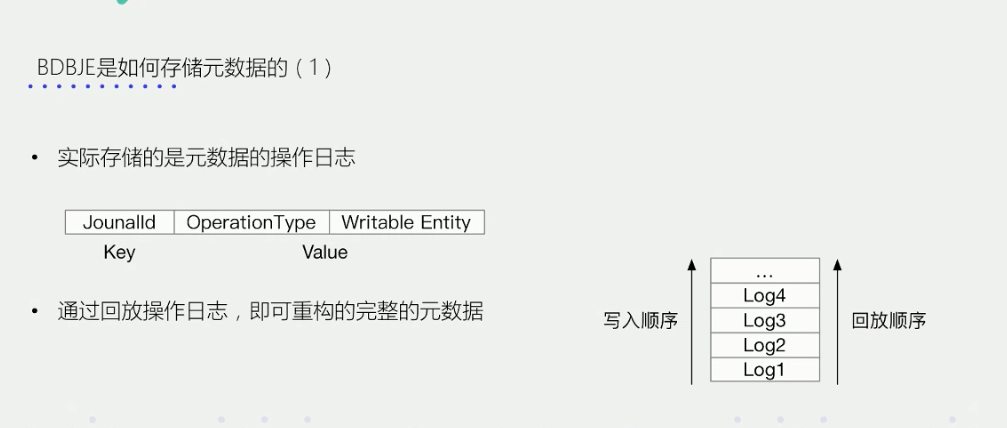 BDBJE是如何存储元数据的（1）
• 实际存储的是元数据的操作日志
JounalId OperationType Writable Entity
Key Value
• 通过回放操作日志，即可重构的完整的元数据
...
Log4
写入顺序 Log3 回放顺序
Log2
Log1